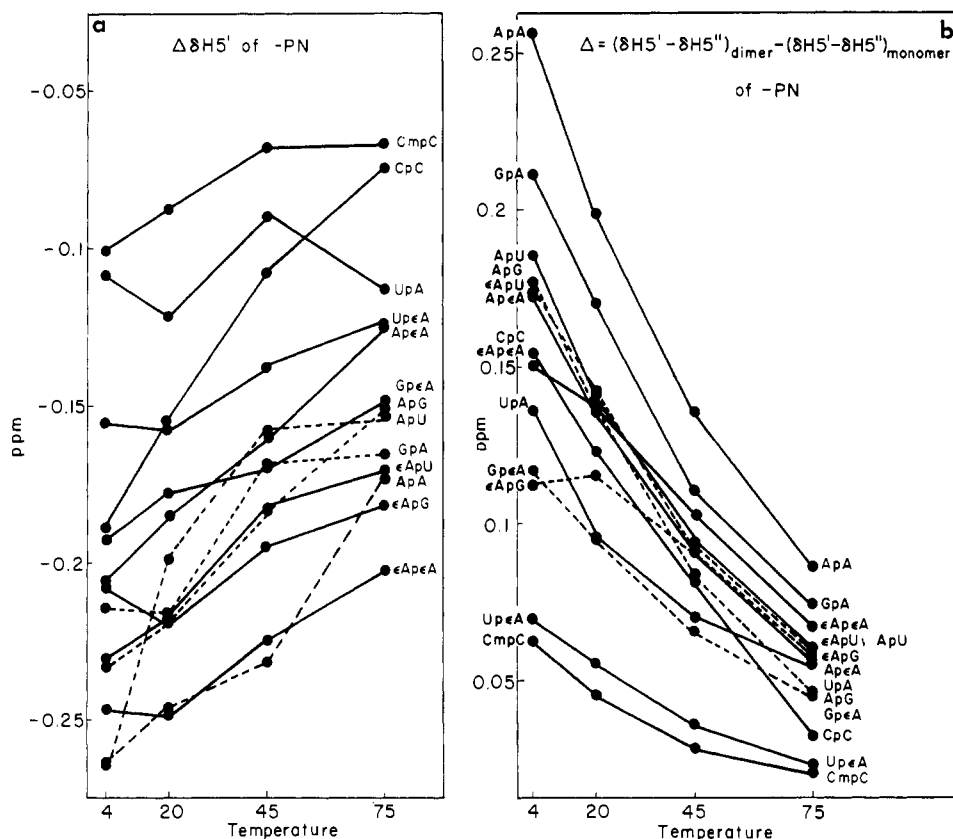 a
Δ δH5' of -PN
-0.05
-0.1
-0.15
-0.2
-0.25
ppm
CmpC
CpC
UpA
UpεA
ApεA
GpεA
ApG
ApU
GpA
εApU
ApA
εApG
εApεA
4 20 45 75
Temperature
b
Δ = (δH5' - δH5'')dimer - (δH5' - δH5'')monomer
of -PN
0.25
0.2
0.15
0.1
0.05
ppm
ApA
GpA
ApU
ApG
εApU
ApεA
CpC
εApεA
UpA
GpεA
εApG
UpεA
CmpC
ApA
GpA
εApεA
εApU, ApU
εApG
ApεA
UpA
ApG
GpεA
CpC
UpεA
CmpC
4 20 45 75
Temperature